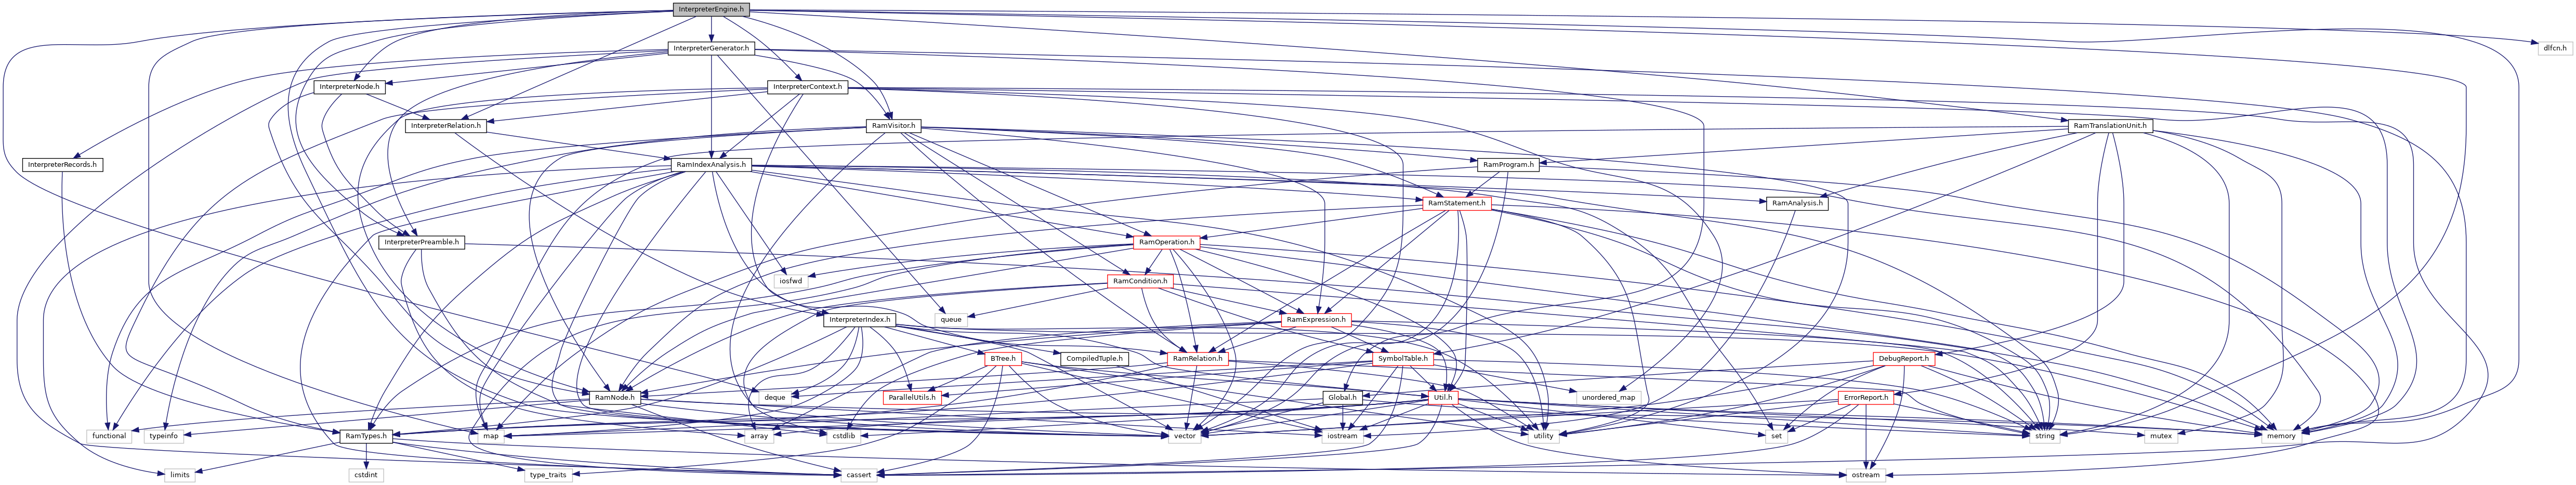 InterpreterEngine.h
InterpreterGenerator.h
dlfcn.h
InterpreterNode.h
InterpreterContext.h
InterpreterRelation.h
RamVisitor.h
RamTranslationUnit.h
InterpreterRecords.h
RamIndexAnalysis.h
RamProgram.h
RamStatement.h
RamAnalysis.h
InterpreterPreamble.h
RamOperation.h
iosfwd
RamCondition.h
InterpreterIndex.h
queue
RamExpression.h
BTree.h
CompiledTuple.h
RamRelation.h
SymbolTable.h
DebugReport.h
RamNode.h
deque
ParallelUtils.h
Global.h
Util.h
unordered_map
ErrorReport.h
functional
typeinfo
RamTypes.h
map
array
cstdlib
vector
iostream
utility
set
string
mutex
memory
limits
cstdint
type_traits
cassert
ostream